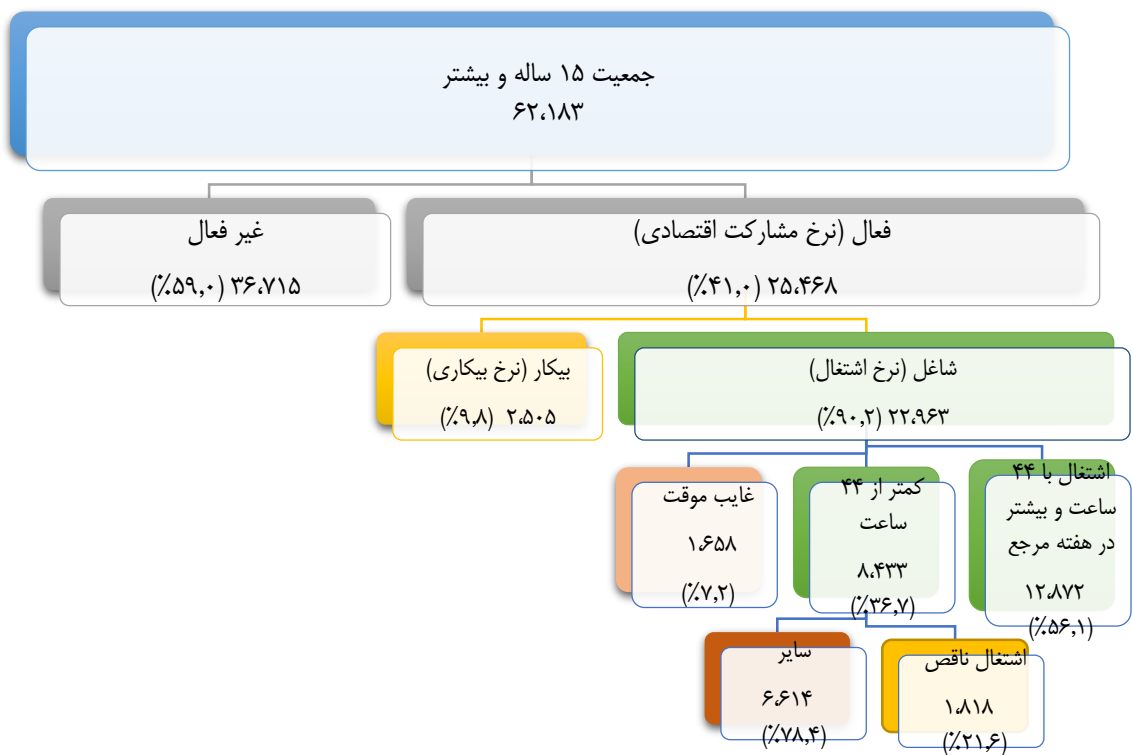 جمعیت ۱۵ ساله و بیشتر
۶۲،۱۸۳
فعال (نرخ مشارکت اقتصادی)
۲۵،۴۶۸ (٪۴۱,۰)
غیر فعال
۳۶،۷۱۵ (٪۵۹,۰)
شاغل (نرخ اشتغال)
۲۲،۹۶۳ (٪۹۰,۲)
بیکار (نرخ بیکاری)
۲،۵۰۵ (٪۹,۸)
اشتغال با ۴۴
ساعت و بیشتر
در هفته مرجع
۱۲،۸۷۲
(٪۵۶,۱)
کمتر از ۴۴
ساعت
۸،۴۳۳
(٪۳۶,۷)
غایب موقت
۱،۶۵۸
(٪۷,۲)
اشتغال ناقص
۱،۸۱۸
(٪۲۱,۶)
سایر
۶،۶۱۴
(٪۷۸,۴)